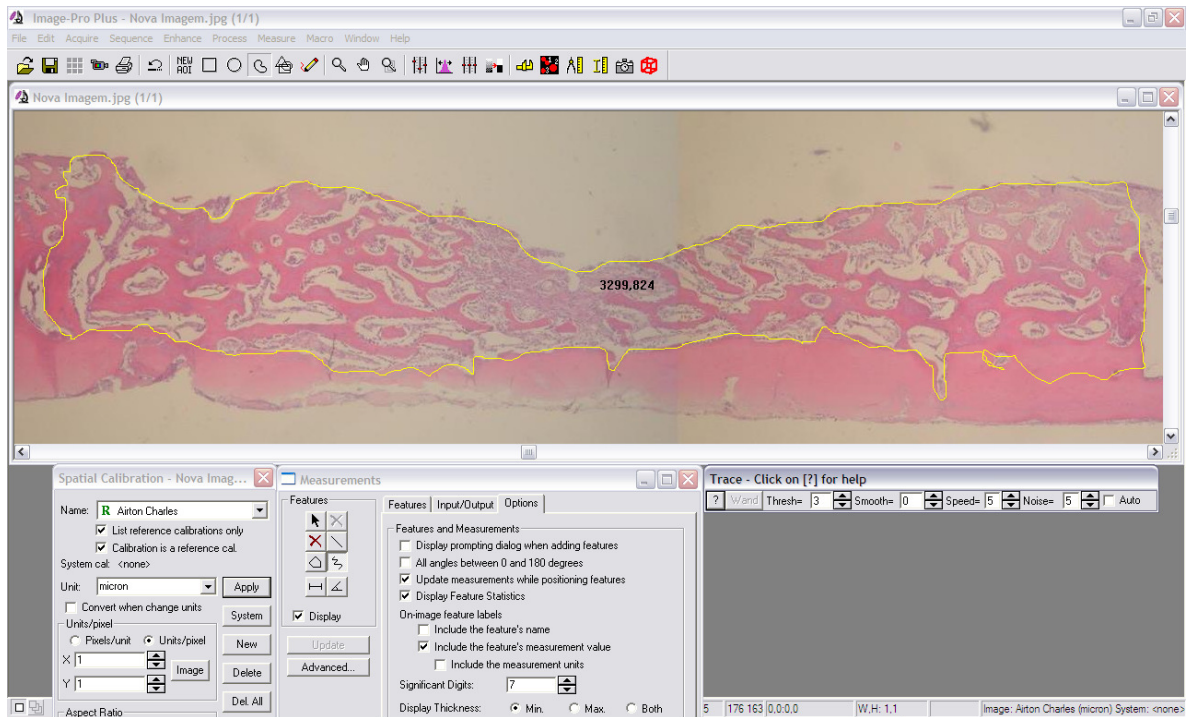 Image-Pro Plus - Nova Imagem.jpg (1/1)
File Edit Acquire Sequence Enhance Process Measure Macro Window Help
NEW AOI
Nova Imagem.jpg (1/1)
3299,824
Spatial Calibration - Nova Imag...
Name: R Airton Charles
List reference calibrations only
Calibration is a reference cal.
System cal: <none>
Unit: micron Apply
Convert when change units System
Units/pixel
Pixels/unit Units/pixel New
X 1
Image Delete
Y 1
Del. All
Aspect Ratio
Measurements
Features
Display
Update
Advanced...
Features Input/Output Options
Features and Measurements
Display prompting dialog when adding features
All angles between 0 and 180 degrees
Update measurements while positioning features
Display Feature Statistics
On-image feature labels
Include the feature's name
Include the feature's measurement value
Include the measurement units
Significant Digits: 7
Display Thickness: Min. Max. Both
Trace - Click on [?] for help
? Wand Thresh= 3 Smooth= 0 Speed= 5 Noise= 5 Auto
5 176 163 0,0:0,0 W,H: 1,1 Image: Airton Charles (micron) System: <none>